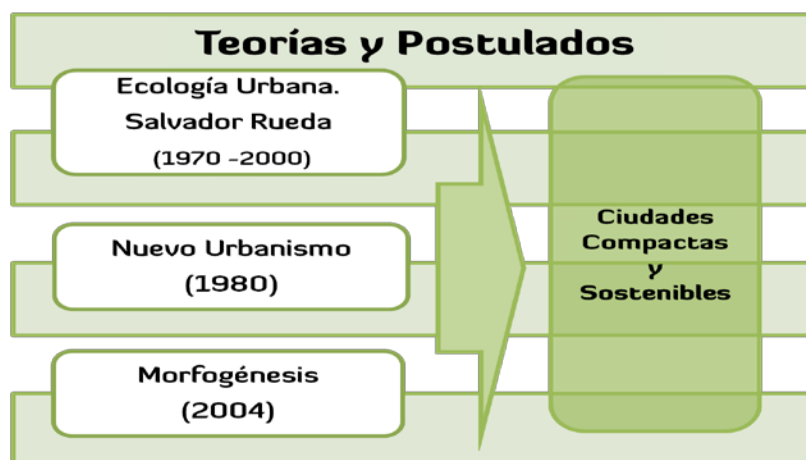 Teorías y Postulados
Ecología Urbana.
Salvador Rueda
(1970 -2000)
Nuevo Urbanismo
(1980)
Morfogénesis
(2004)
Ciudades
Compactas
y
Sostenibles